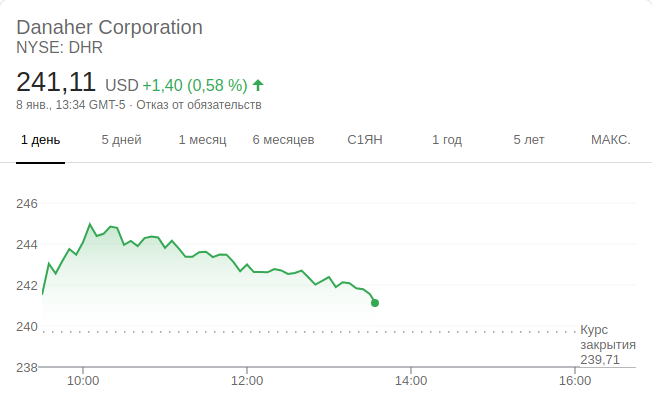 Danaher Corporation
NYSE: DHR
241,11 USD +1,40 (0,58 %)
8 янв., 13:34 GMT-5 · Отказ от обязательств
1 день 5 дней 1 месяц 6 месяцев С1ЯН 1 год 5 лет МАКС.
246
244
242
240
Курс
закрытия
239,71
238
10:00 12:00 14:00 16:00